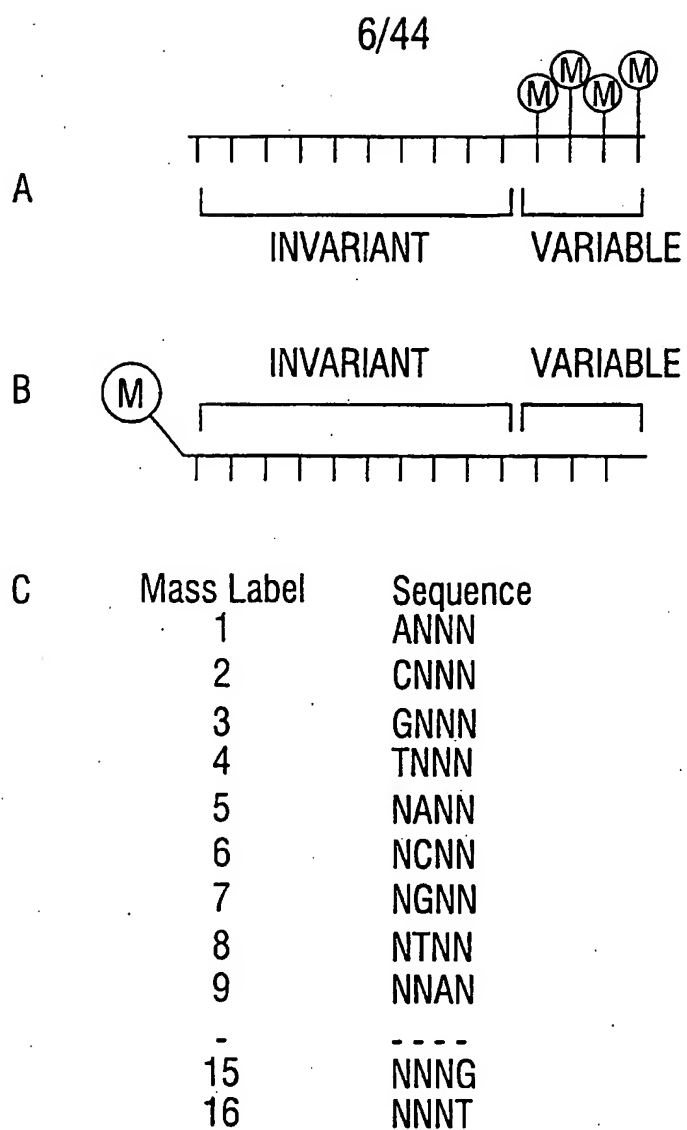 6/44
M M M M
A
INVARIANT VARIABLE
INVARIANT VARIABLE
B M
C Mass Label Sequence
1 ANNN
2 CNNN
3 GNNN
4 TNNN
5 NANN
6 NCNN
7 NGNN
8 NTNN
9 NNAN
- ----
15 NNNG
16 NNNT